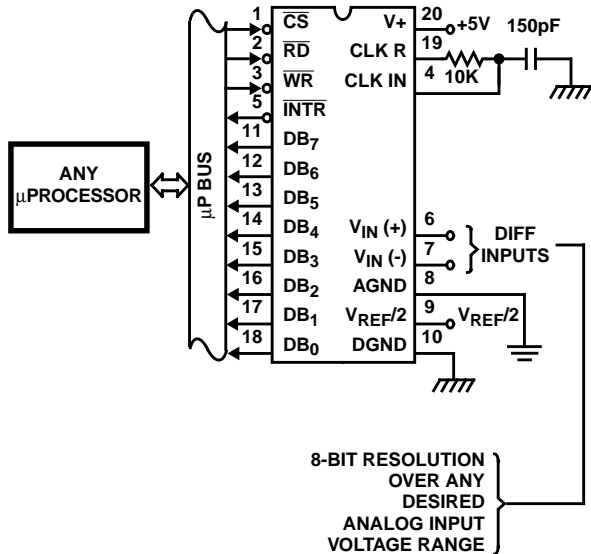 1 CS V+ 20 +5V 150pF
2 RD CLK R 19 10K
3 WR CLK IN 4
5 INTR
11 DB7
12 DB6
13 DB5
14 DB4 VIN (+) 6
15 DB3 VIN (-) 7
16 DB2 AGND 8
17 DB1 VREF/2 9 VREF/2
18 DB0 DGND 10
ANY
µPROCESSOR
µP BUS
DIFF
INPUTS
8-BIT RESOLUTION
OVER ANY
DESIRED
ANALOG INPUT
VOLTAGE RANGE